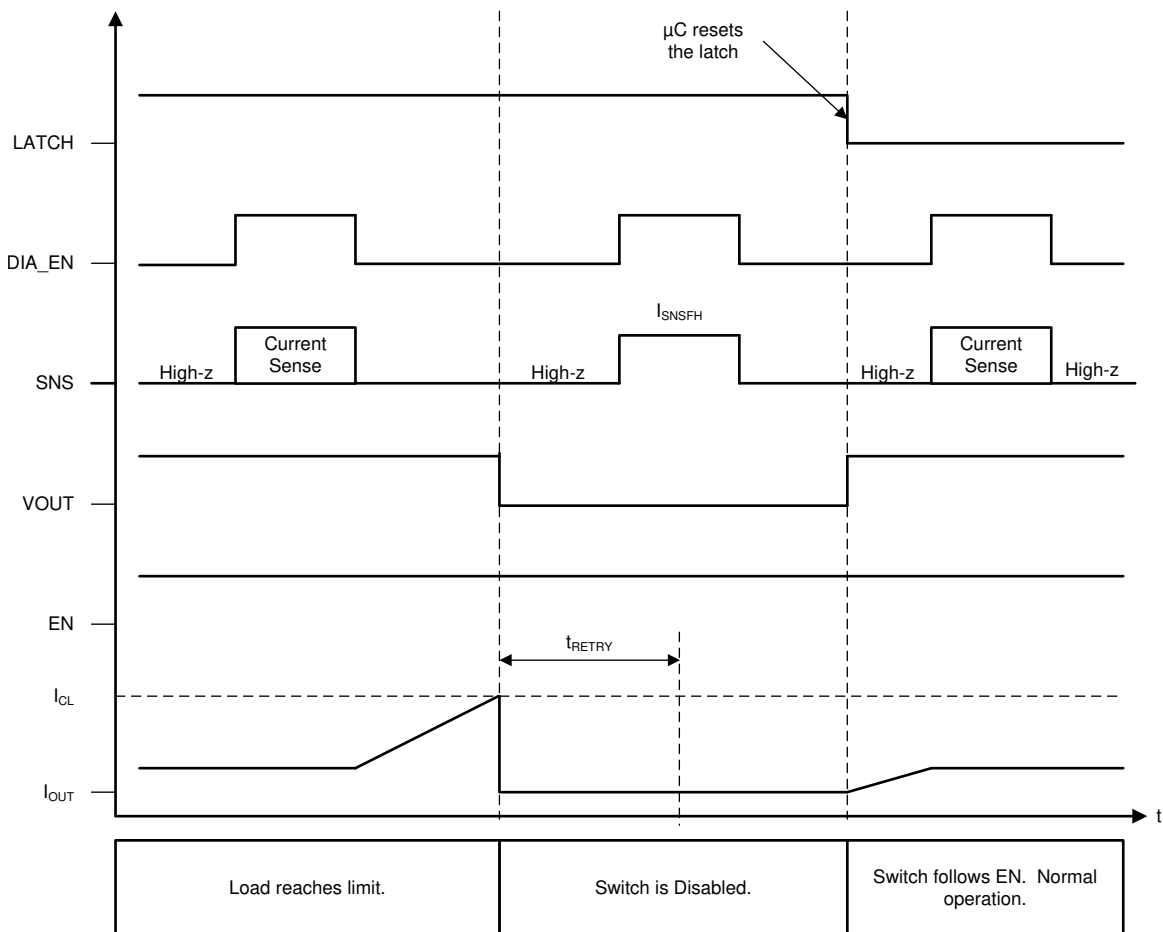 µC resets
the latch
LATCH
DIA_EN
I_SNSFH
Current
Sense
Current
Sense
High-z
High-z
High-z
High-z
SNS
VOUT
EN
t_RETRY
I_CL
I_OUT
t
Load reaches limit.
Switch is Disabled.
Switch follows EN. Normal
operation.